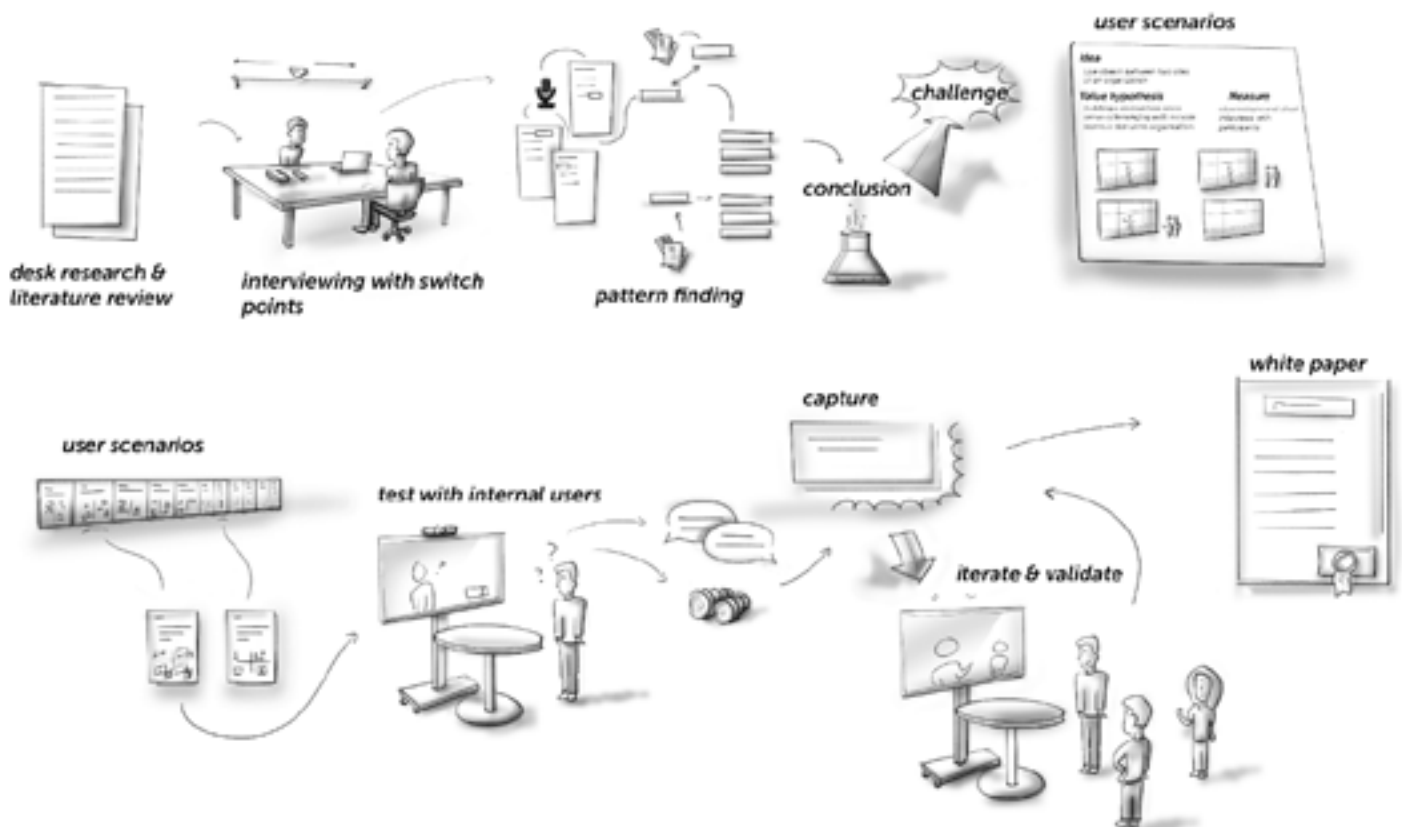 user scenarios
Idea
Value hypothesis
Measure
challenge
conclusion
desk research &
literature review
interviewing with switch
points
pattern finding
white paper
capture
user scenarios
test with internal users
iterate & validate